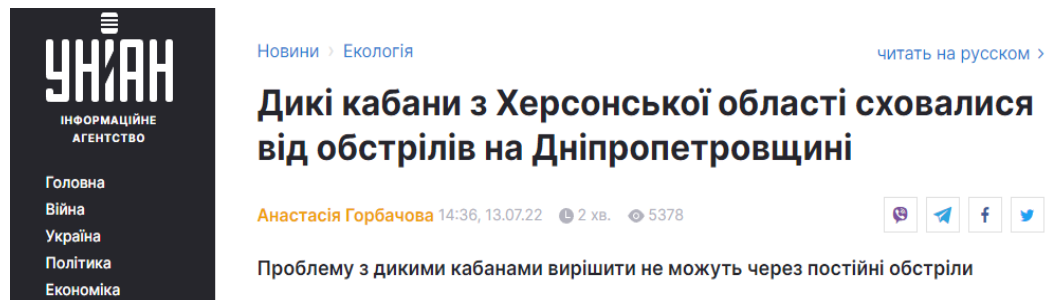 УНІАН
ІНФОРМАЦІЙНЕ
АГЕНТСТВО
Головна
Війна
Україна
Політика
Економіка
Новини › Екологія
читать на русском ›
Дикі кабани з Херсонської області сховалися
від обстрілів на Дніпропетровщині
Анастасія Горбачова 14:36, 13.07.22 2 хв. 5378
Проблему з дикими кабанами вирішити не можуть через постійні обстріли